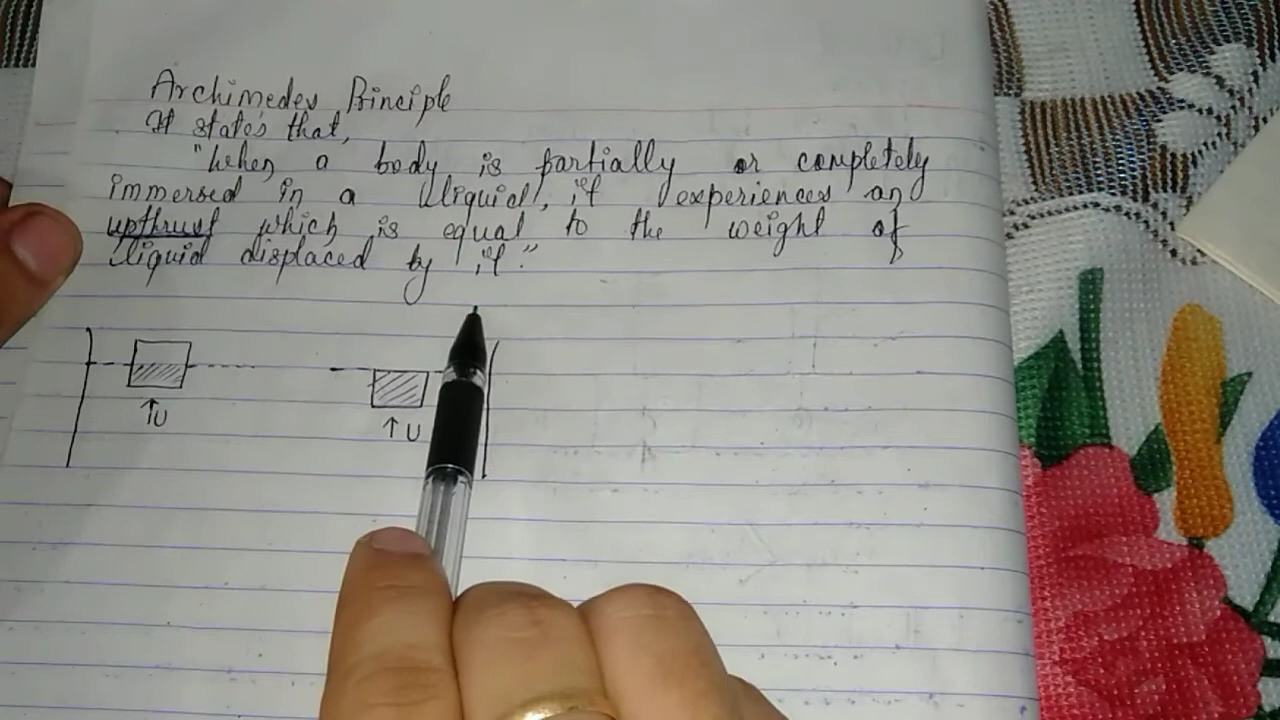 Archimedes Principle
It states that,
"When a body is partially or completely
immersed in a liquid, it experiences an
upthrust which is equal to the weight of
liquid displaced by it."
↑U ↑U